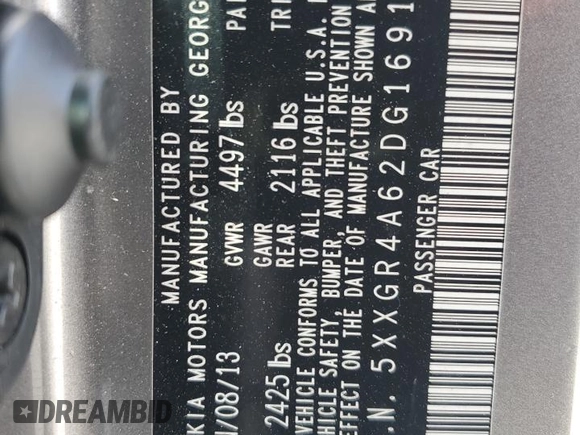 MANUFACTURED BY
KIA MOTORS MANUFACTURING GEORG
/08/13 GVWR 4497 lbs PAI
GAWR TRI
2425 lbs REAR 2116 lbs
VEHICLE CONFORMS TO ALL APPLICABLE U.S.A.
VEHICLE SAFETY, BUMPER, AND THEFT PREVENTION
EFFECT ON THE DATE OF MANUFACTURE SHOWN A
.N. 5XXGR4A62DG1691
PASSENGER CAR
DREAMBID